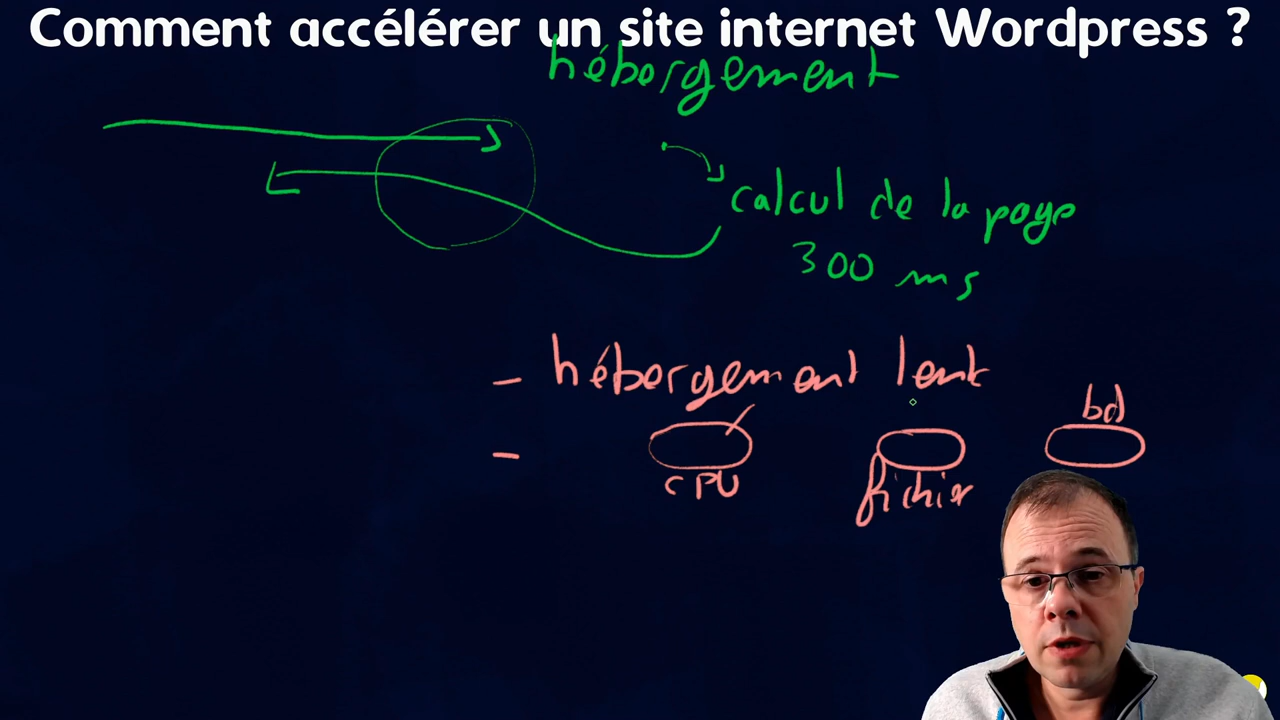 Comment accélérer un site internet Wordpress ?
hébergement
calcul de la page
300 ms
- hébergement lent
bd
-
CPU
fichier